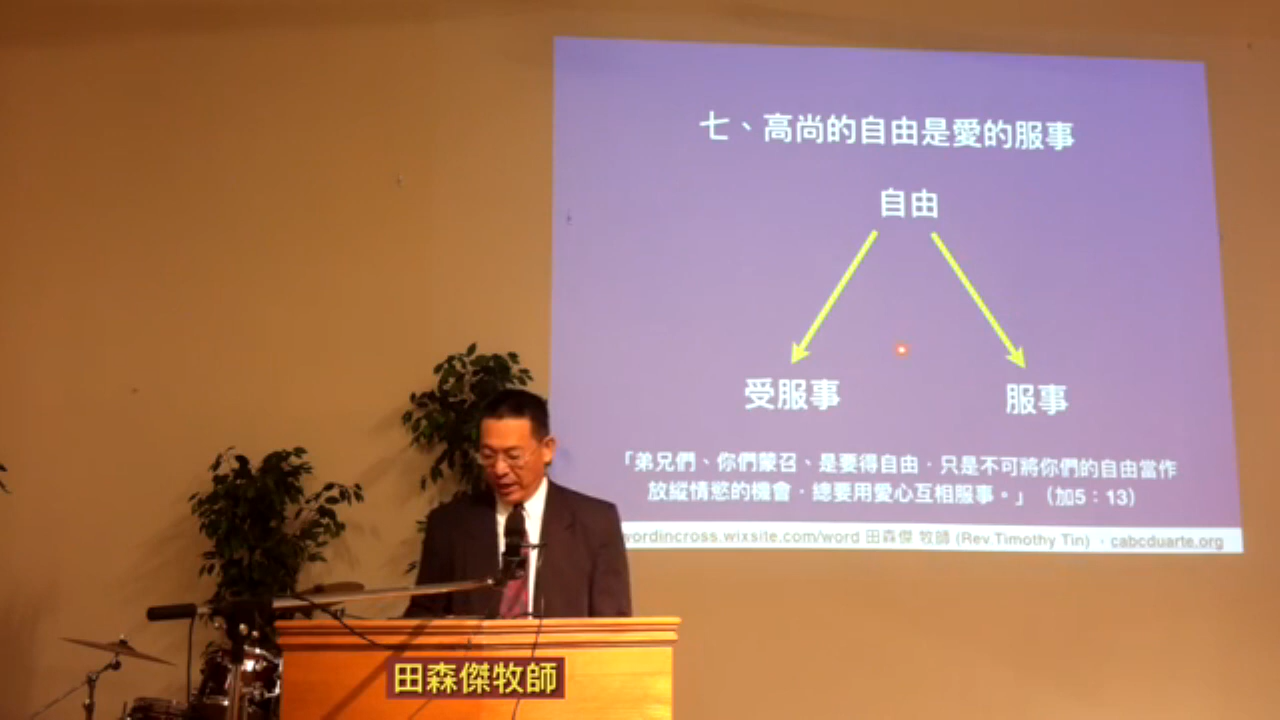 七、高尚的自由是愛的服事
自由
受服事
服事
「弟兄們、你們蒙召、是要得自由．只是不可將你們的自由當作
放縱情慾的機會．總要用愛心互相服事。」（加5：13）
wordincross.wixsite.com/word 田森傑 牧師 (Rev.Timothy Tin) ，cabcduarte.org
田森傑牧師